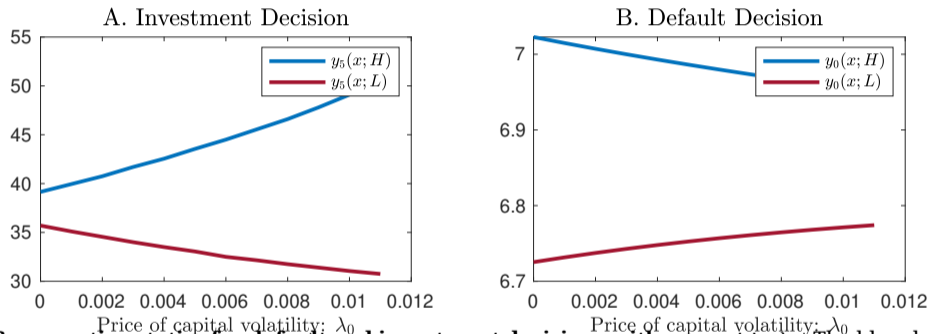 A. Investment Decision
55
50
45
40
35
30
y₅(x; H)
y₅(x; L)
0 0.002 0.004 0.006 0.008 0.01 0.012
Price of capital volatility: λ₀
B. Default Decision
7
6.9
6.8
6.7
y₀(x; H)
y₀(x; L)
0 0.002 0.004 0.006 0.008 0.01 0.012
Price of capital volatility: λ₀